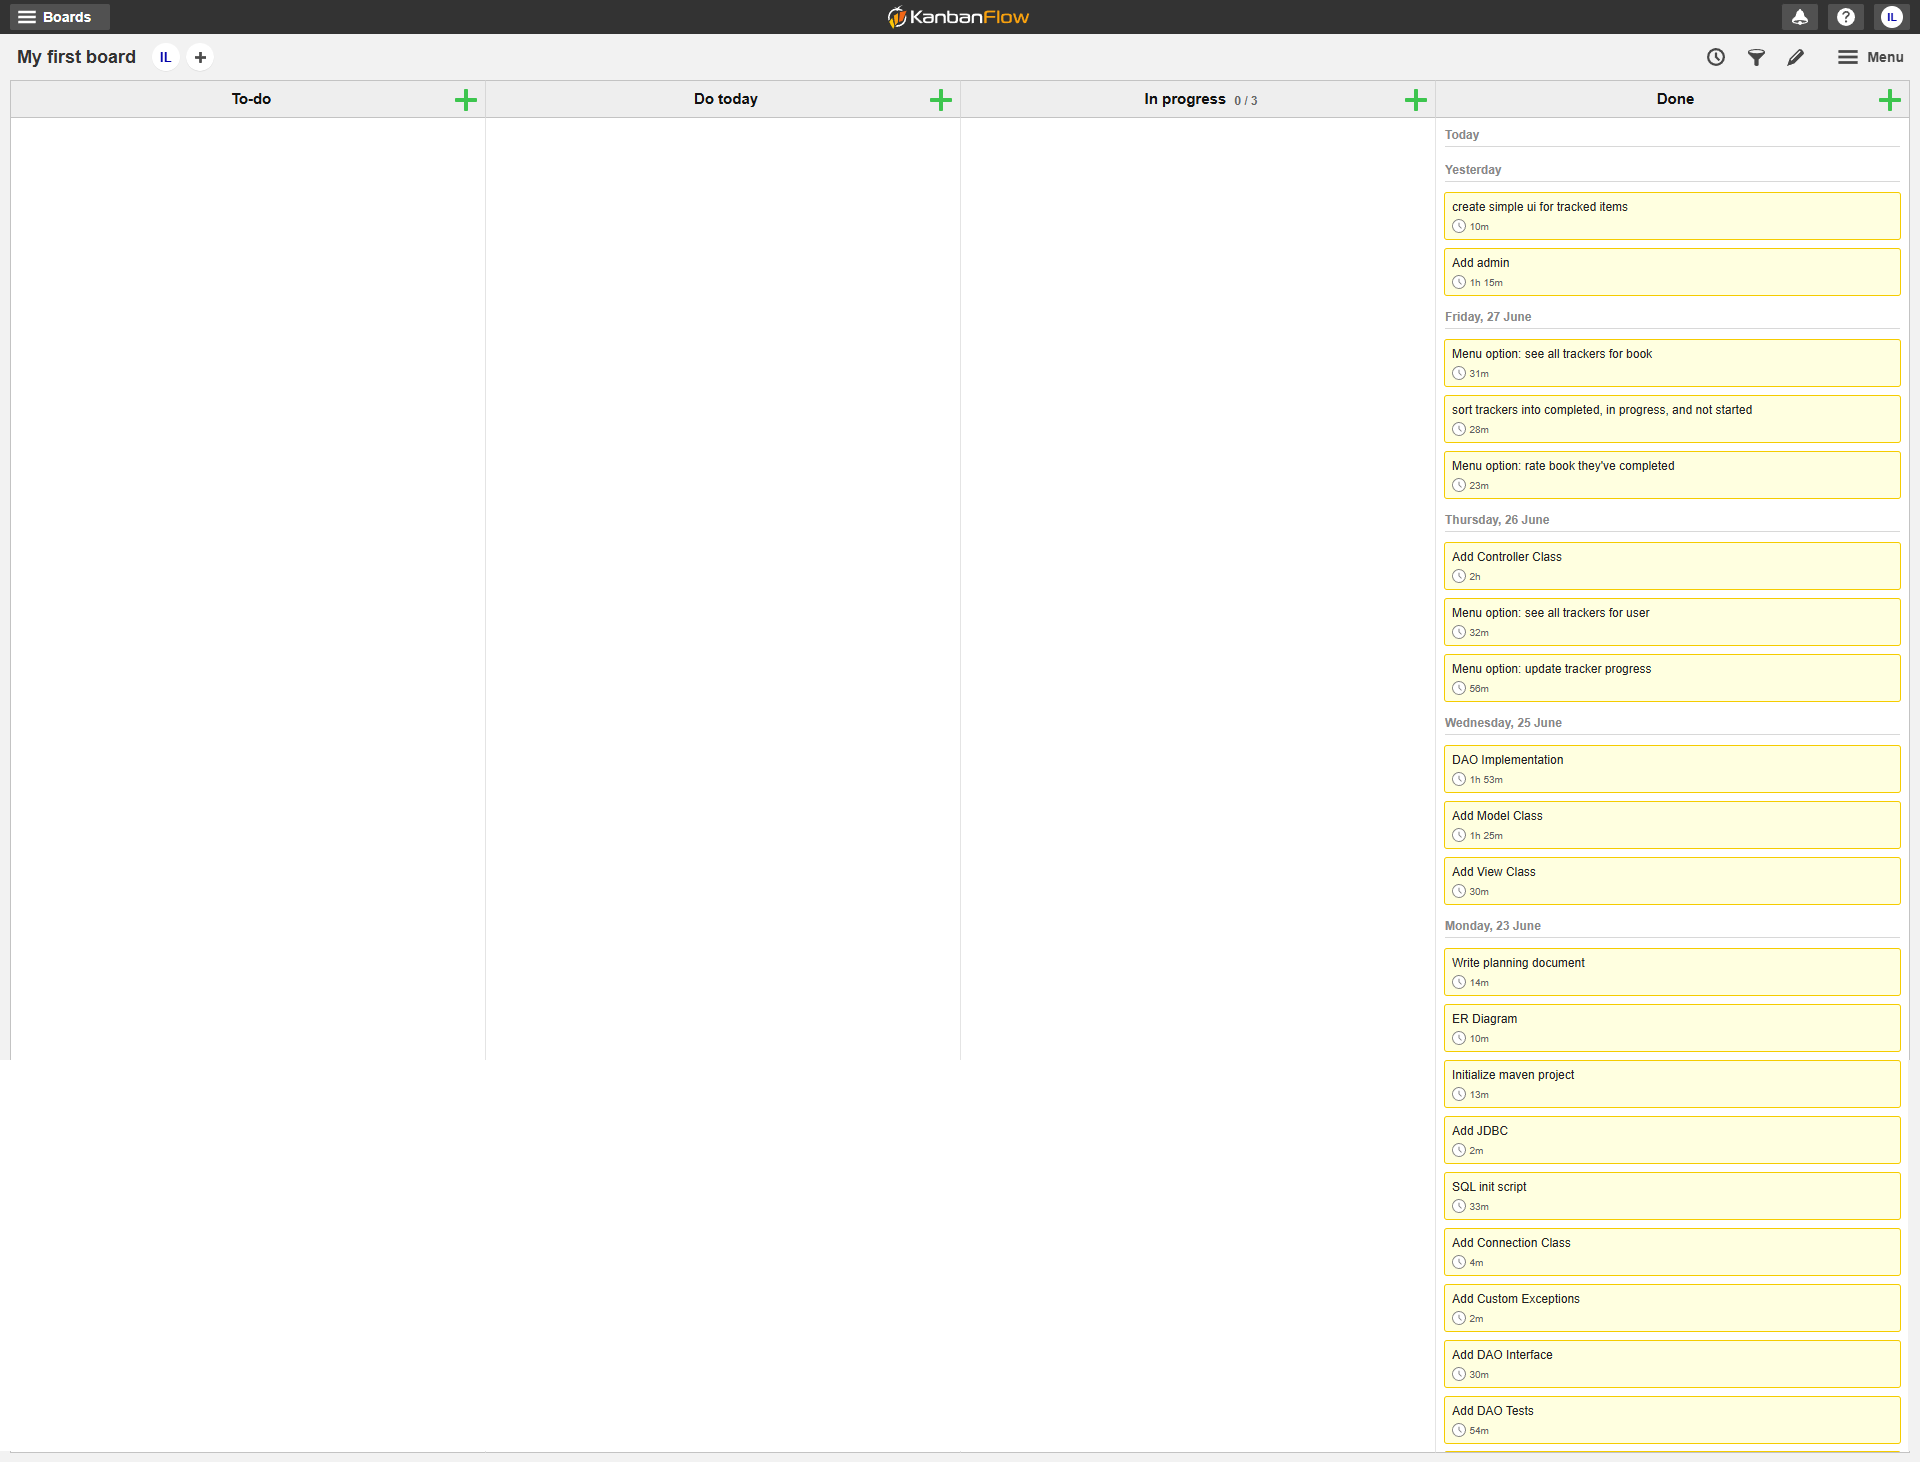 Boards
KanbanFlow
IL
My first board
IL
Menu
To-do
Do today
In progress 0 / 3
Done
Today
Yesterday
create simple ui for tracked items
10m
Add admin
1h 15m
Friday, 27 June
Menu option: see all trackers for book
31m
sort trackers into completed, in progress, and not started
28m
Menu option: rate book they've completed
23m
Thursday, 26 June
Add Controller Class
2h
Menu option: see all trackers for user
32m
Menu option: update tracker progress
56m
Wednesday, 25 June
DAO Implementation
1h 53m
Add Model Class
1h 25m
Add View Class
30m
Monday, 23 June
Write planning document
14m
ER Diagram
10m
Initialize maven project
13m
Add JDBC
2m
SQL init script
33m
Add Connection Class
4m
Add Custom Exceptions
2m
Add DAO Interface
30m
Add DAO Tests
54m